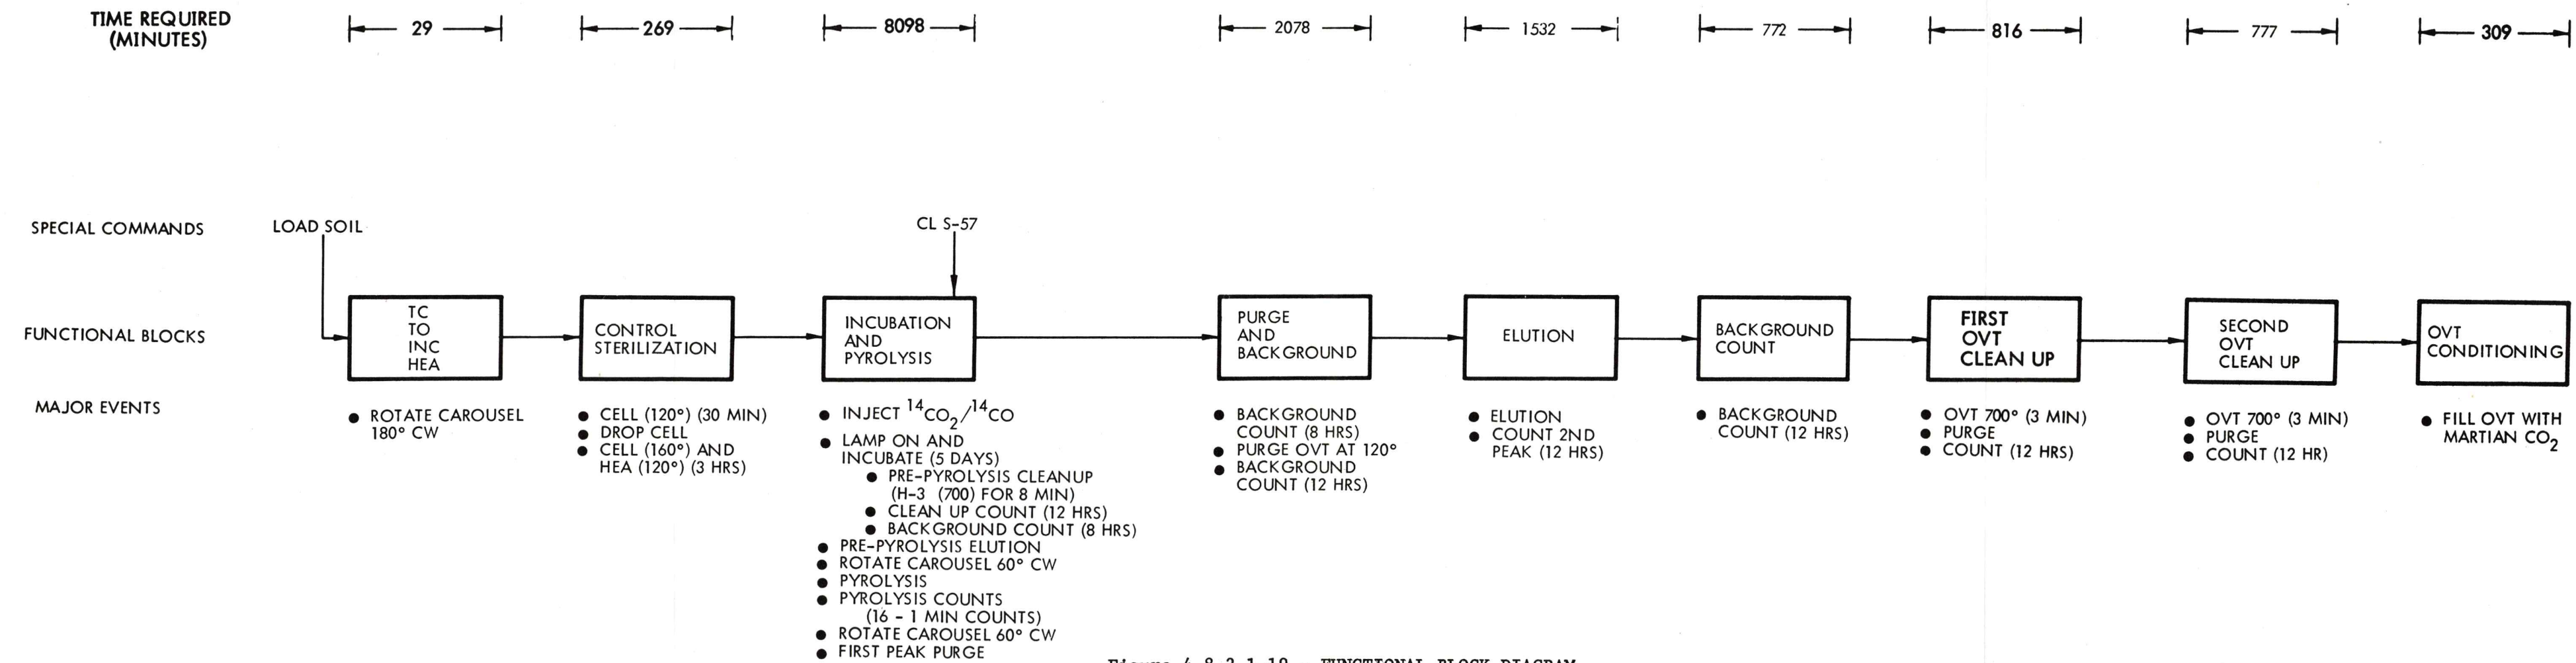 TIME REQUIRED
(MINUTES)
29
269
8098
2078
1532
772
816
777
309
SPECIAL COMMANDS
LOAD SOIL
CL S-57
FUNCTIONAL BLOCKS
TC
TO
INC
HEA
CONTROL
STERILIZATION
INCUBATION
AND
PYROLYSIS
PURGE
AND
BACKGROUND
ELUTION
BACKGROUND
COUNT
FIRST
OVT
CLEAN UP
SECOND
OVT
CLEAN UP
OVT
CONDITIONING
MAJOR EVENTS
● ROTATE CAROUSEL
180° CW
● CELL (120°) (30 MIN)
● DROP CELL
● CELL (160°) AND
HEA (120°) (3 HRS)
● INJECT ¹⁴CO₂/¹⁴CO
● LAMP ON AND
INCUBATE (5 DAYS)
● PRE-PYROLYSIS CLEANUP
(H-3 (700) FOR 8 MIN)
● CLEAN UP COUNT (12 HRS)
● BACKGROUND COUNT (8 HRS)
● PRE-PYROLYSIS ELUTION
● ROTATE CAROUSEL 60° CW
● PYROLYSIS
● PYROLYSIS COUNTS
(16 - 1 MIN COUNTS)
● ROTATE CAROUSEL 60° CW
● FIRST PEAK PURGE
● BACKGROUND
COUNT (8 HRS)
● PURGE OVT AT 120°
● BACKGROUND
COUNT (12 HRS)
● ELUTION
● COUNT 2ND
PEAK (12 HRS)
● BACKGROUND
COUNT (12 HRS)
● OVT 700° (3 MIN)
● PURGE
● COUNT (12 HRS)
● OVT 700° (3 MIN)
● PURGE
● COUNT (12 HR)
● FILL OVT WITH
MARTIAN CO₂
Figure 4.8.2.1-19 FUNCTIONAL BLOCK DIAGRAM